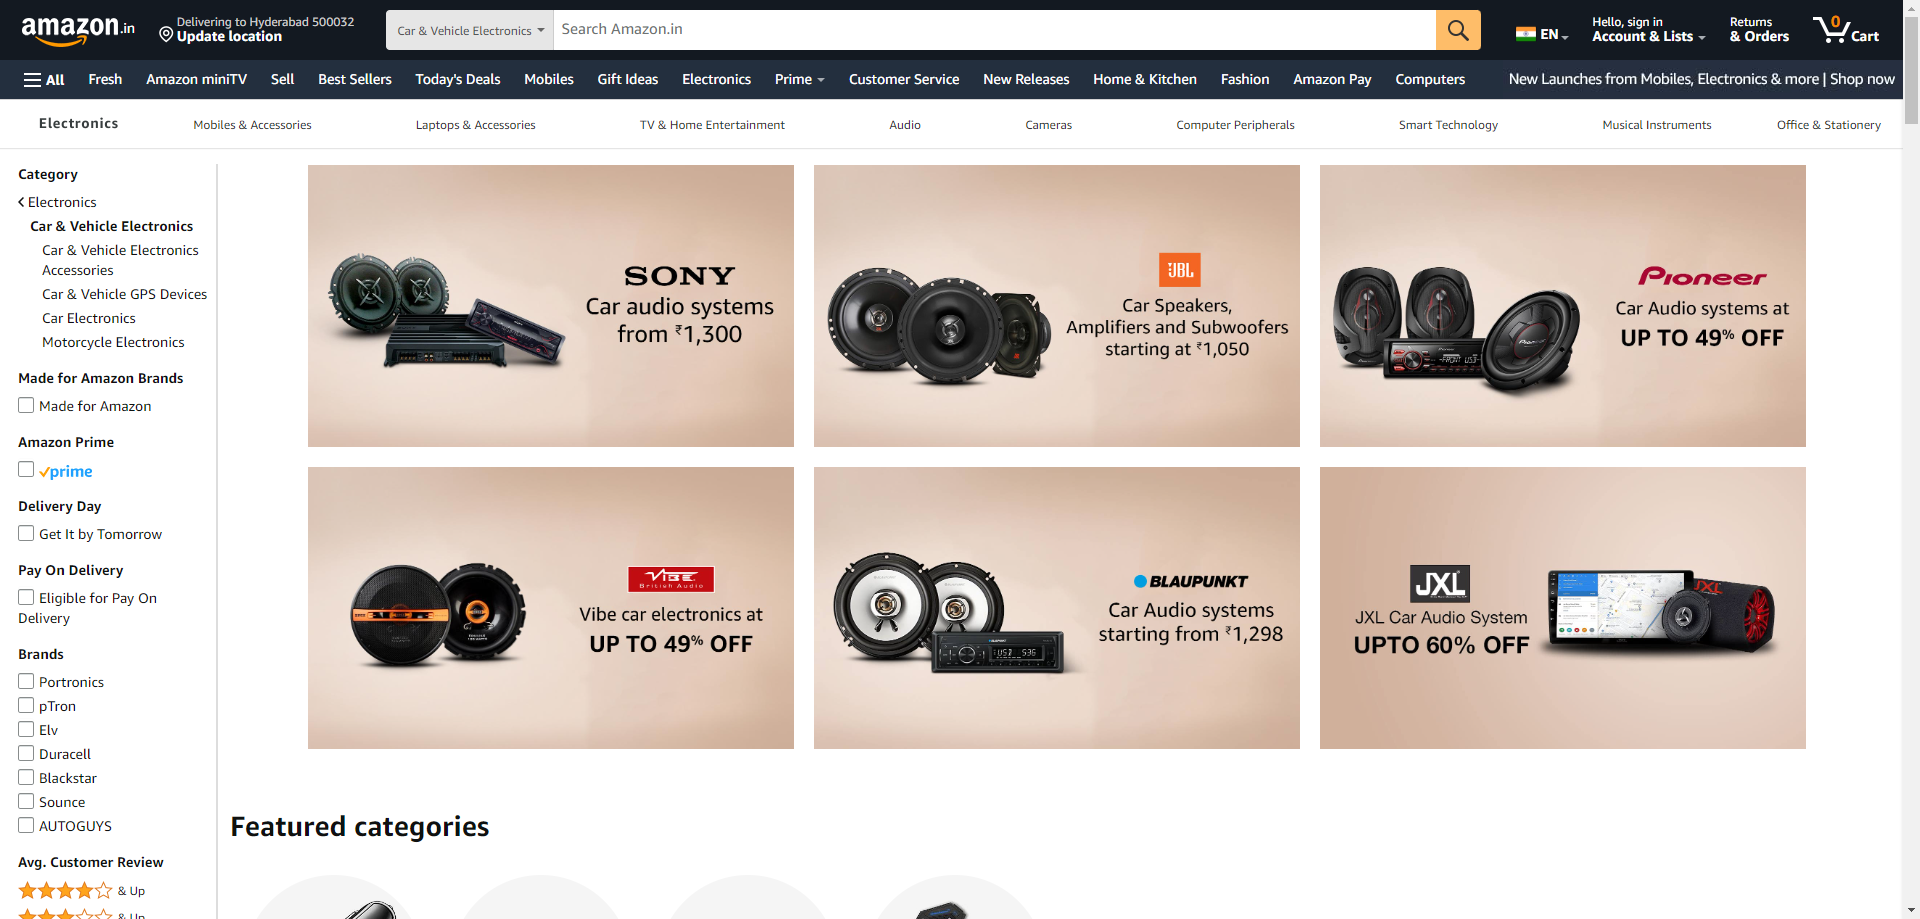 amazon.in
Delivering to Hyderabad 500032
Update location
Car & Vehicle Electronics
Search Amazon.in
EN
Hello, sign in
Account & Lists
Returns
& Orders
0
Cart
All
Fresh
Amazon miniTV
Sell
Best Sellers
Today's Deals
Mobiles
Gift Ideas
Electronics
Prime
Customer Service
New Releases
Home & Kitchen
Fashion
Amazon Pay
Computers
New Launches from Mobiles, Electronics & more | Shop now
Electronics
Mobiles & Accessories
Laptops & Accessories
TV & Home Entertainment
Audio
Cameras
Computer Peripherals
Smart Technology
Musical Instruments
Office & Stationery
Category
Electronics
Car & Vehicle Electronics
Car & Vehicle Electronics
Accessories
Car & Vehicle GPS Devices
Car Electronics
Motorcycle Electronics
Made for Amazon Brands
Made for Amazon
Amazon Prime
prime
Delivery Day
Get It by Tomorrow
Pay On Delivery
Eligible for Pay On
Delivery
Brands
Portronics
pTron
Elv
Duracell
Blackstar
Sounce
AUTOGUYS
Avg. Customer Review
& Up
& Up
SONY
Car audio systems
from ₹1,300
JBL
Car Speakers,
Amplifiers and Subwoofers
starting at ₹1,050
Pioneer
Car Audio systems at
UP TO 49% OFF
VIBE
British Audio
Vibe car electronics at
UP TO 49% OFF
BLAUPUNKT
Car Audio systems
starting from ₹1,298
JXL
JXL Car Audio System
UPTO 60% OFF
JXL
Featured categories